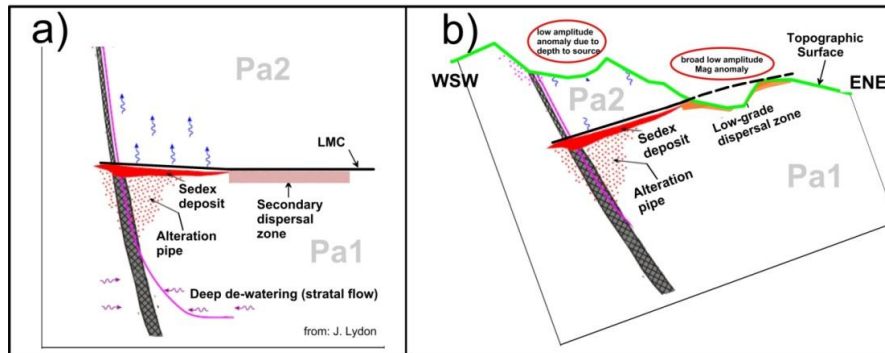 a)
Pa2
LMC
Sedex
deposit
Secondary
dispersal
zone
Alteration
pipe
Pa1
Deep de-watering (stratal flow)
from: J. Lydon
b)
low amplitude
anomaly due to
depth to source
broad low amplitude
Mag anomaly
Topographic
Surface
WSW
ENE
Pa2
Sedex
deposit
Low-grade
dispersal zone
Alteration
pipe
Pa1